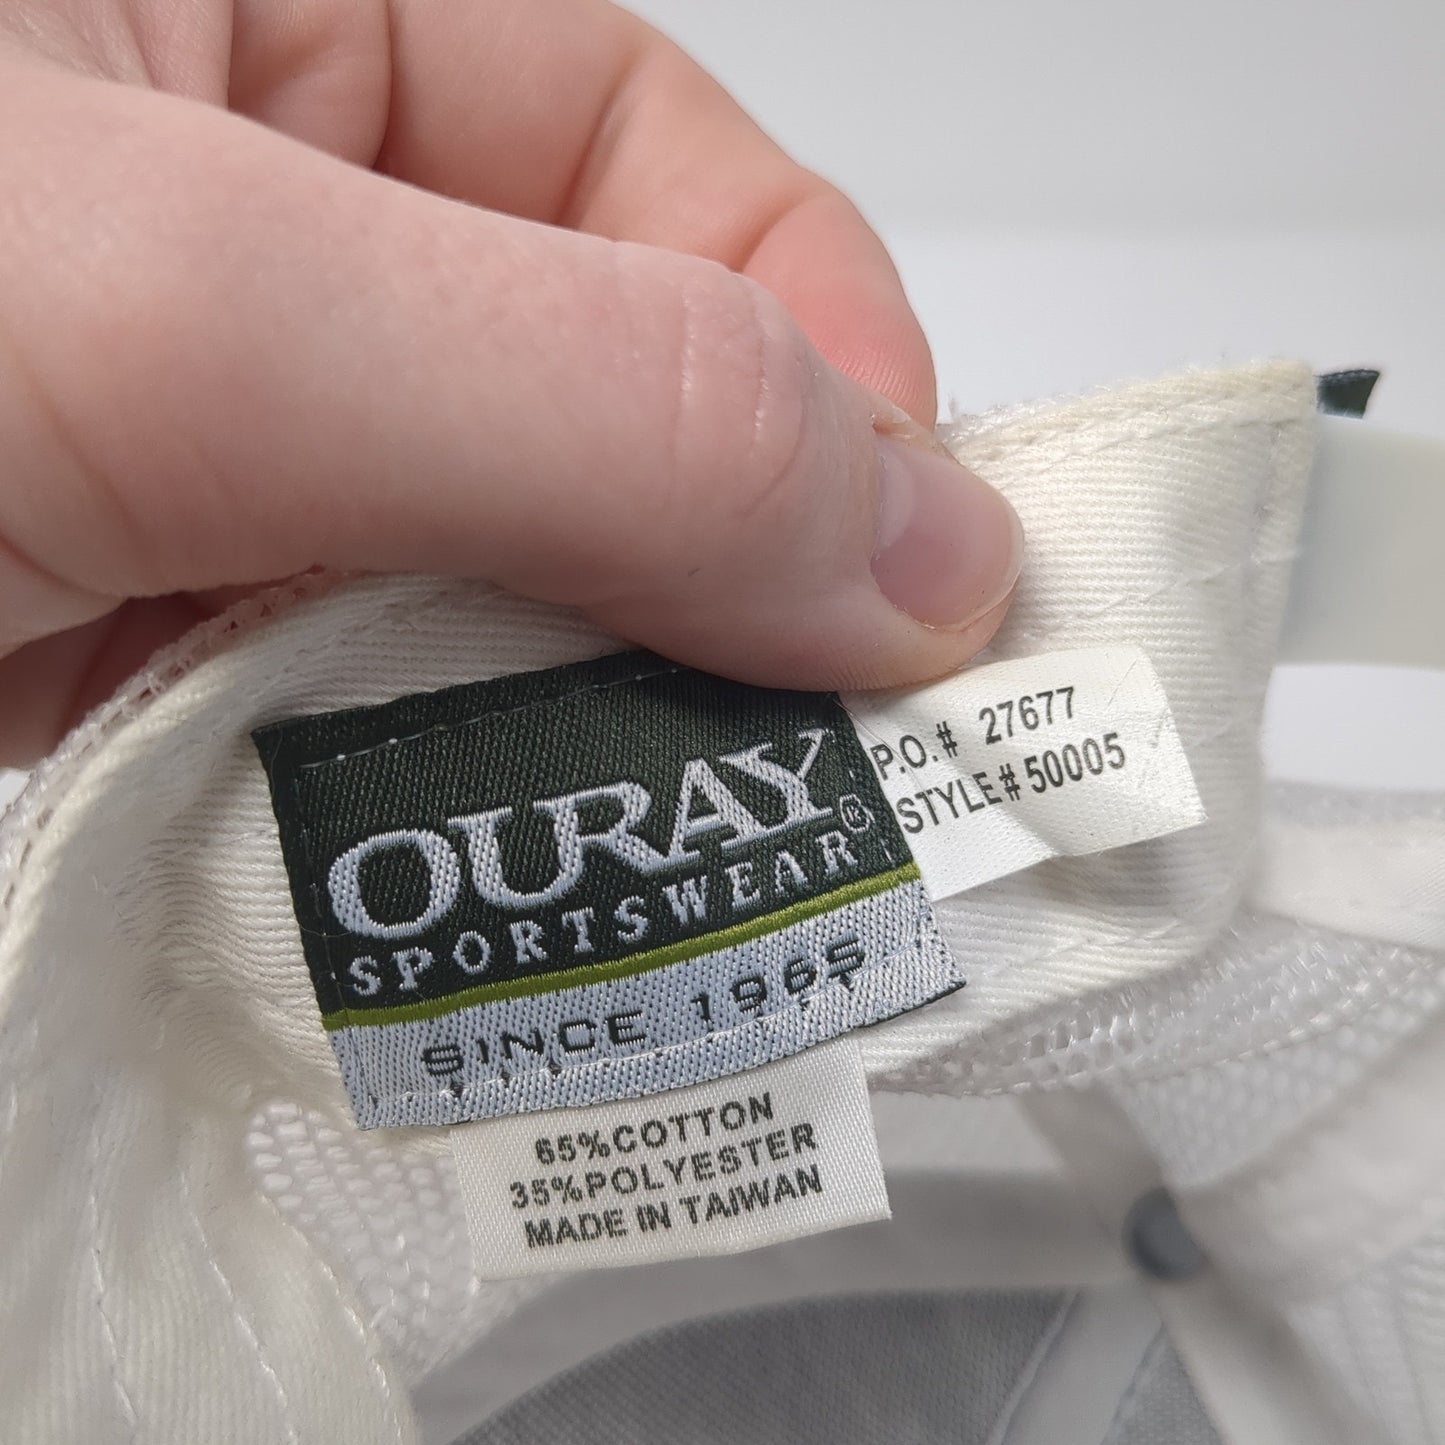 OURAY®
SPORTSWEAR
SINCE 1965
P.O.# 27677
STYLE# 50005
65%COTTON
35%POLYESTER
MADE IN TAIWAN